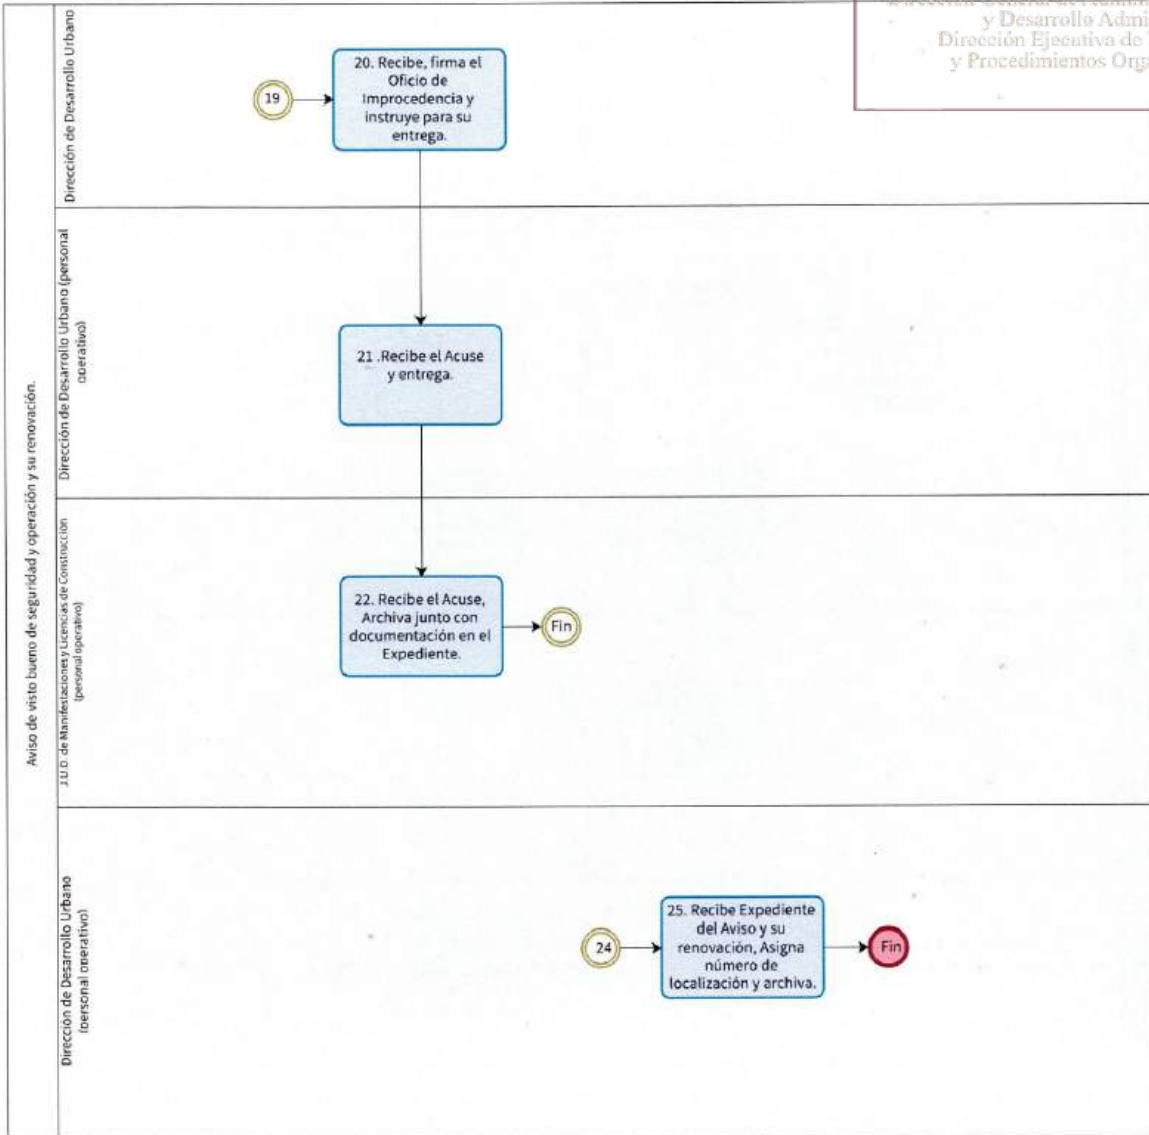 y Desarrollo Admi
Dirección Ejecutiva de
y Procedimientos Orga
Aviso de visto bueno de seguridad y operación y su renovación.
Dirección de Desarrollo Urbano
19
20. Recibe, firma el
Oficio de
Improcedencia y
instruye para su
entrega.
Dirección de Desarrollo Urbano (personal
operativo)
21 .Recibe el Acuse
y entrega.
J.U.D. de Manifestaciones y Licencias de Construcción
(personal operativo)
22. Recibe el Acuse,
Archiva junto con
documentación en el
Expediente.
Fin
Dirección de Desarrollo Urbano
(personal operativo)
24
25. Recibe Expediente
del Aviso y su
renovación, Asigna
número de
localización y archiva.
Fin